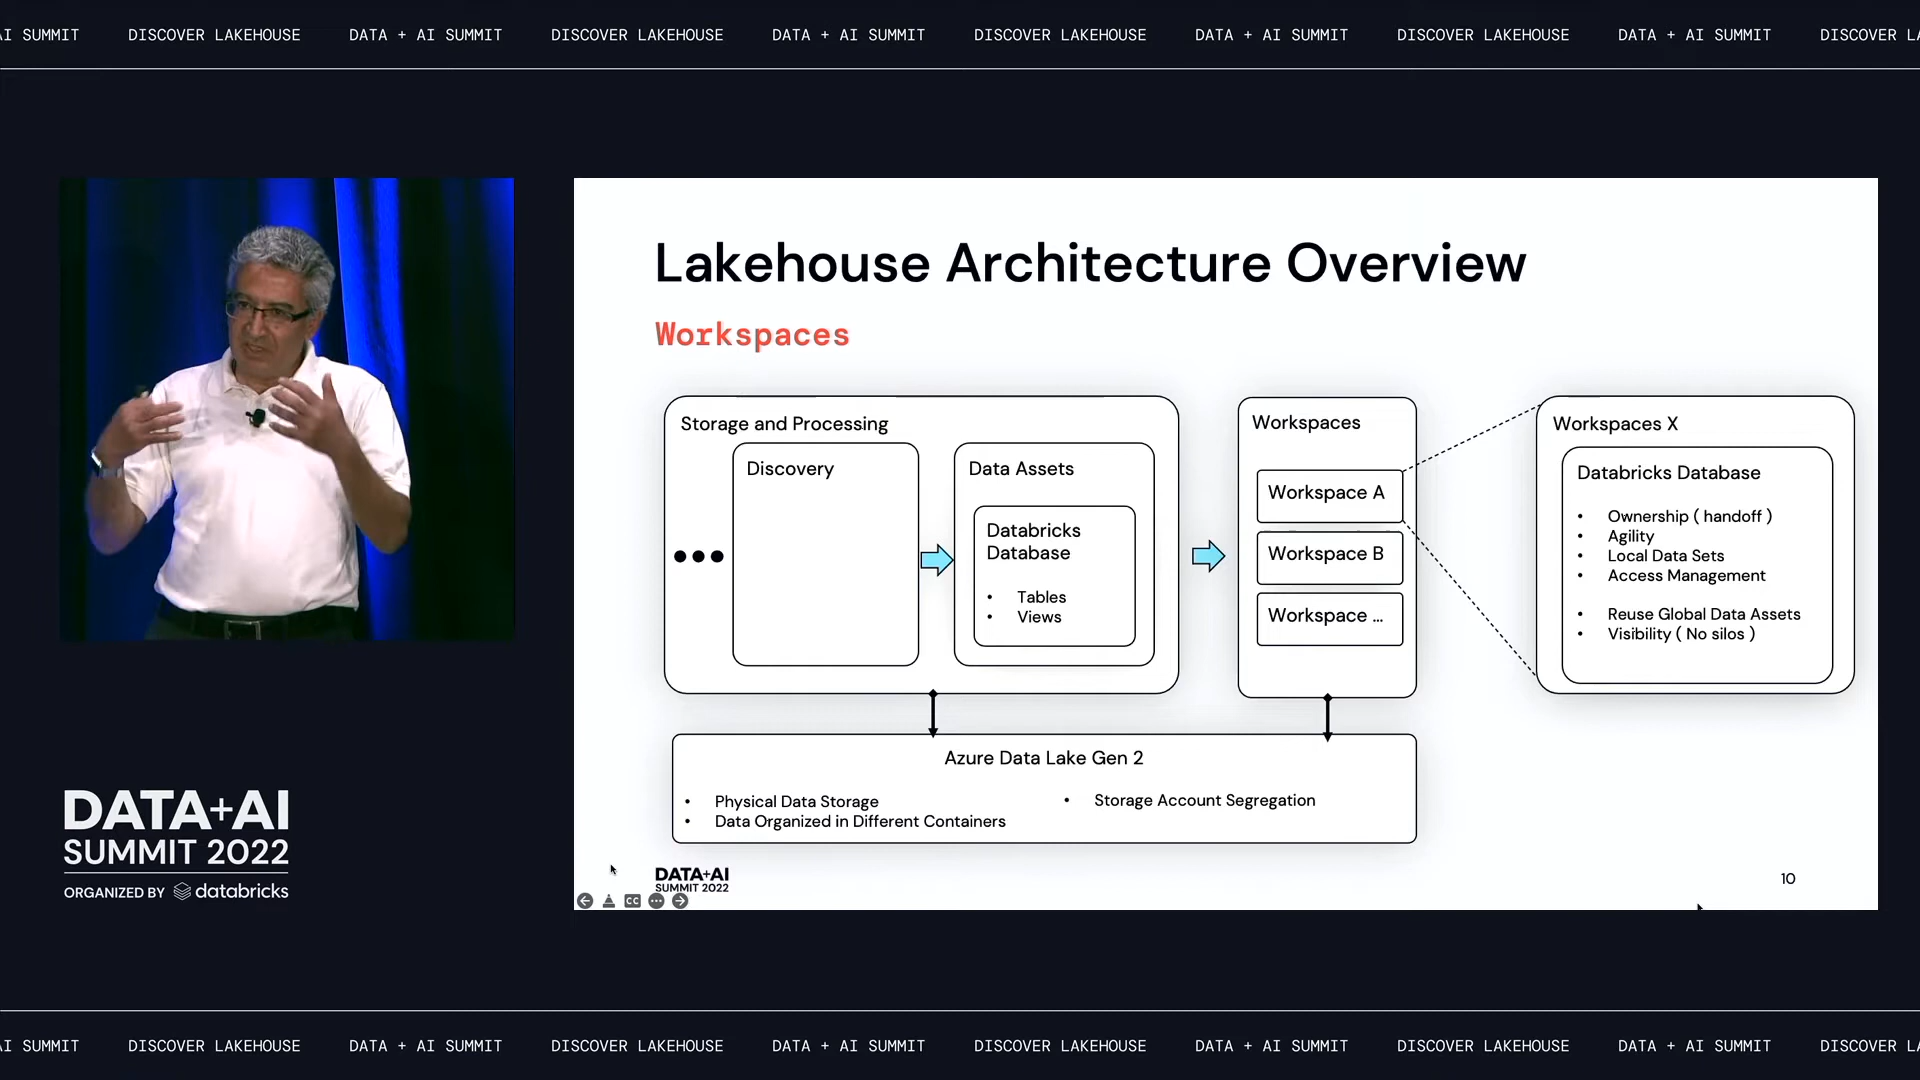 AI SUMMIT DISCOVER LAKEHOUSE DATA + AI SUMMIT DISCOVER LAKEHOUSE DATA + AI SUMMIT DISCOVER LAKEHOUSE DATA + AI SUMMIT DISCOVER LAKEHOUSE DATA + AI SUMMIT DISCOVER LA
Lakehouse Architecture Overview
Workspaces
Storage and Processing
Discovery
Data Assets
Databricks
Database
• Tables
• Views
Workspaces
Workspace A
Workspace B
Workspace ...
Workspaces X
Databricks Database
• Ownership ( handoff )
• Agility
• Local Data Sets
• Access Management
• Reuse Global Data Assets
• Visibility ( No silos )
Azure Data Lake Gen 2
• Physical Data Storage
• Data Organized in Different Containers
• Storage Account Segregation
DATA+AI
SUMMIT 2022
CC
10
DATA+AI
SUMMIT 2022
ORGANIZED BY databricks
AI SUMMIT DISCOVER LAKEHOUSE DATA + AI SUMMIT DISCOVER LAKEHOUSE DATA + AI SUMMIT DISCOVER LAKEHOUSE DATA + AI SUMMIT DISCOVER LAKEHOUSE DATA + AI SUMMIT DISCOVER LA